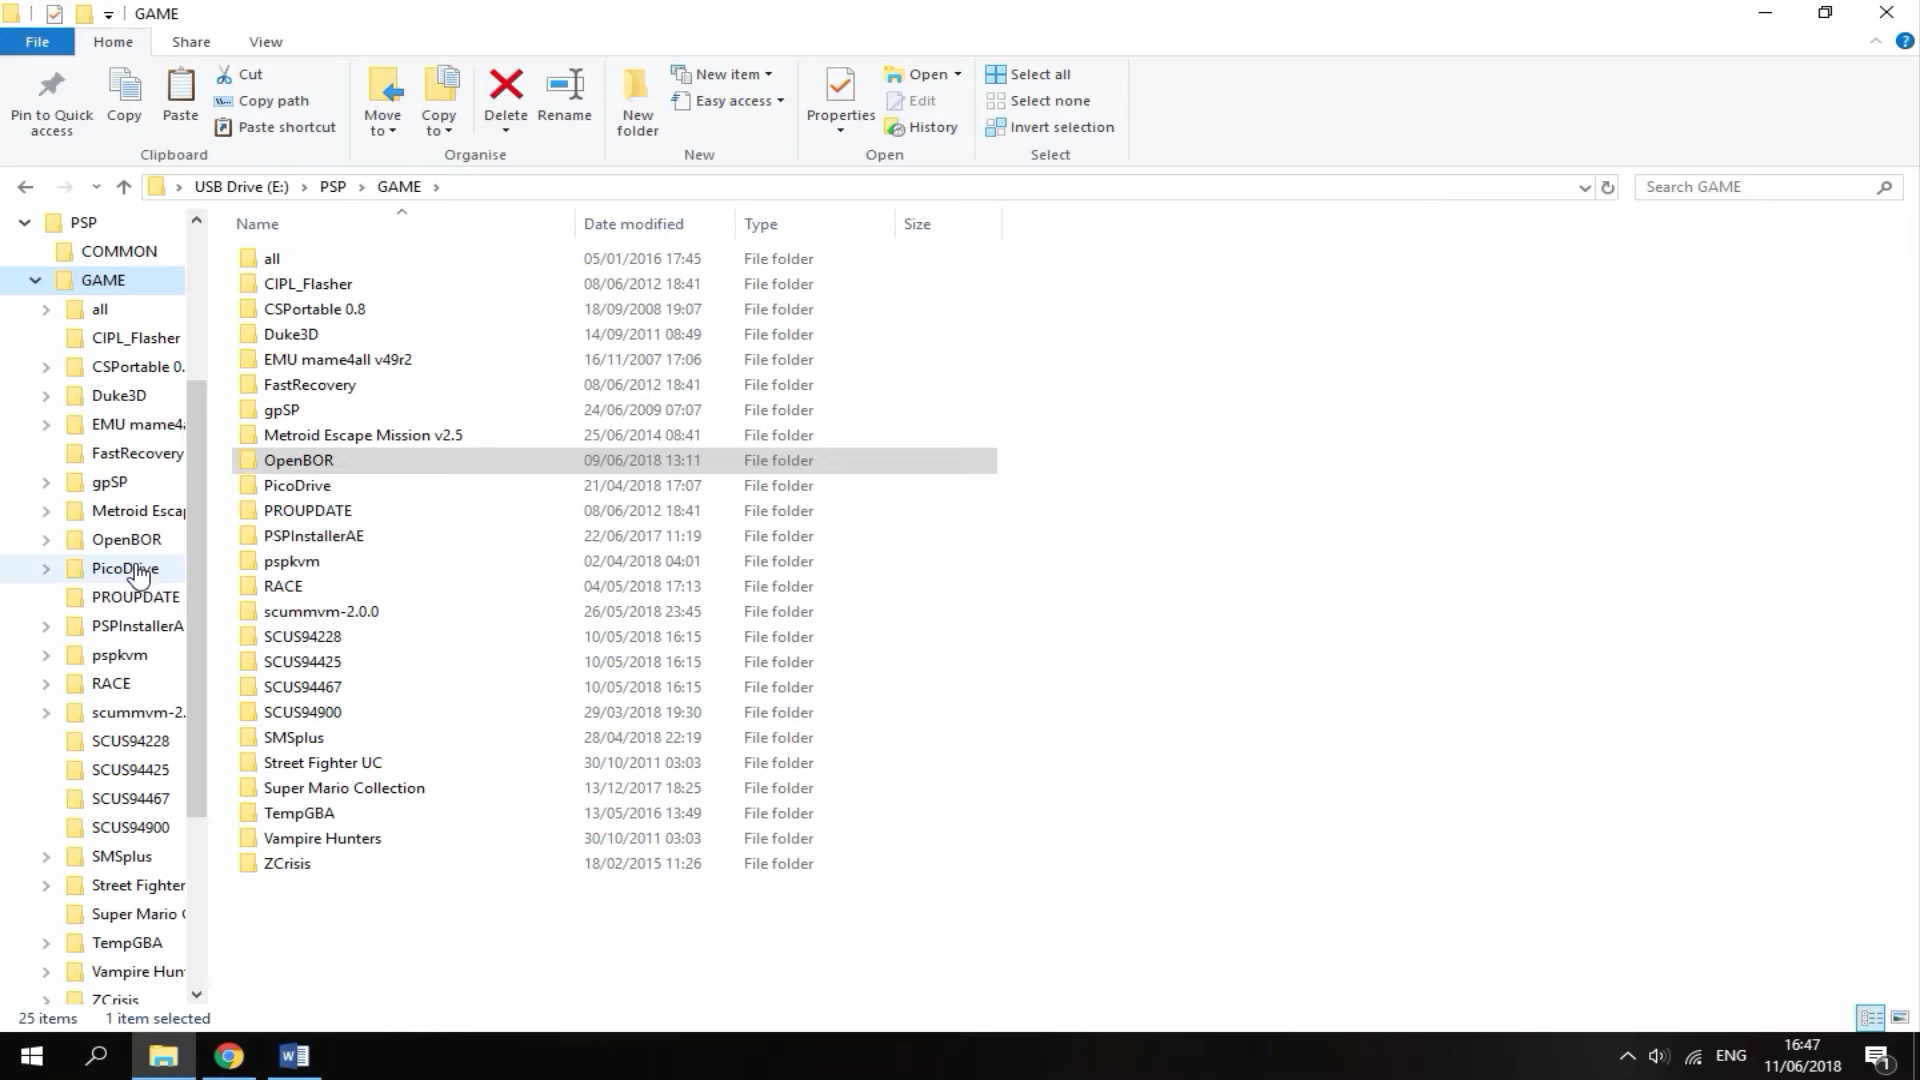 GAME
File Home Share View
Pin to Quick access
Copy
Paste
Cut
Copy path
Paste shortcut
Clipboard
Move to
Copy to
Delete
Rename
Organise
New folder
New item
Easy access
New
Properties
Open
Edit
History
Open
Select all
Select none
Invert selection
Select
USB Drive (E:) PSP GAME
Search GAME
PSP
COMMON
GAME
all
CIPL_Flasher
CSPortable 0.
Duke3D
EMU mame4a
FastRecovery
gpSP
Metroid Escap
OpenBOR
PicoDrive
PROUPDATE
PSPInstallerA
pspkvm
RACE
scummvm-2.
SCUS94228
SCUS94425
SCUS94467
SCUS94900
SMSplus
Street Fighter
Super Mario C
TempGBA
Vampire Hunt
ZCrisis
Name Date modified Type Size
all 05/01/2016 17:45 File folder
CIPL_Flasher 08/06/2012 18:41 File folder
CSPortable 0.8 18/09/2008 19:07 File folder
Duke3D 14/09/2011 08:49 File folder
EMU mame4all v49r2 16/11/2007 17:06 File folder
FastRecovery 08/06/2012 18:41 File folder
gpSP 24/06/2009 07:07 File folder
Metroid Escape Mission v2.5 25/06/2014 08:41 File folder
OpenBOR 09/06/2018 13:11 File folder
PicoDrive 21/04/2018 17:07 File folder
PROUPDATE 08/06/2012 18:41 File folder
PSPInstallerAE 22/06/2017 11:19 File folder
pspkvm 02/04/2018 04:01 File folder
RACE 04/05/2018 17:13 File folder
scummvm-2.0.0 26/05/2018 23:45 File folder
SCUS94228 10/05/2018 16:15 File folder
SCUS94425 10/05/2018 16:15 File folder
SCUS94467 10/05/2018 16:15 File folder
SCUS94900 29/03/2018 19:30 File folder
SMSplus 28/04/2018 22:19 File folder
Street Fighter UC 30/10/2011 03:03 File folder
Super Mario Collection 13/12/2017 18:25 File folder
TempGBA 13/05/2016 13:49 File folder
Vampire Hunters 30/10/2011 03:03 File folder
ZCrisis 18/02/2015 11:26 File folder
25 items 1 item selected
ENG
16:47
11/06/2018
1